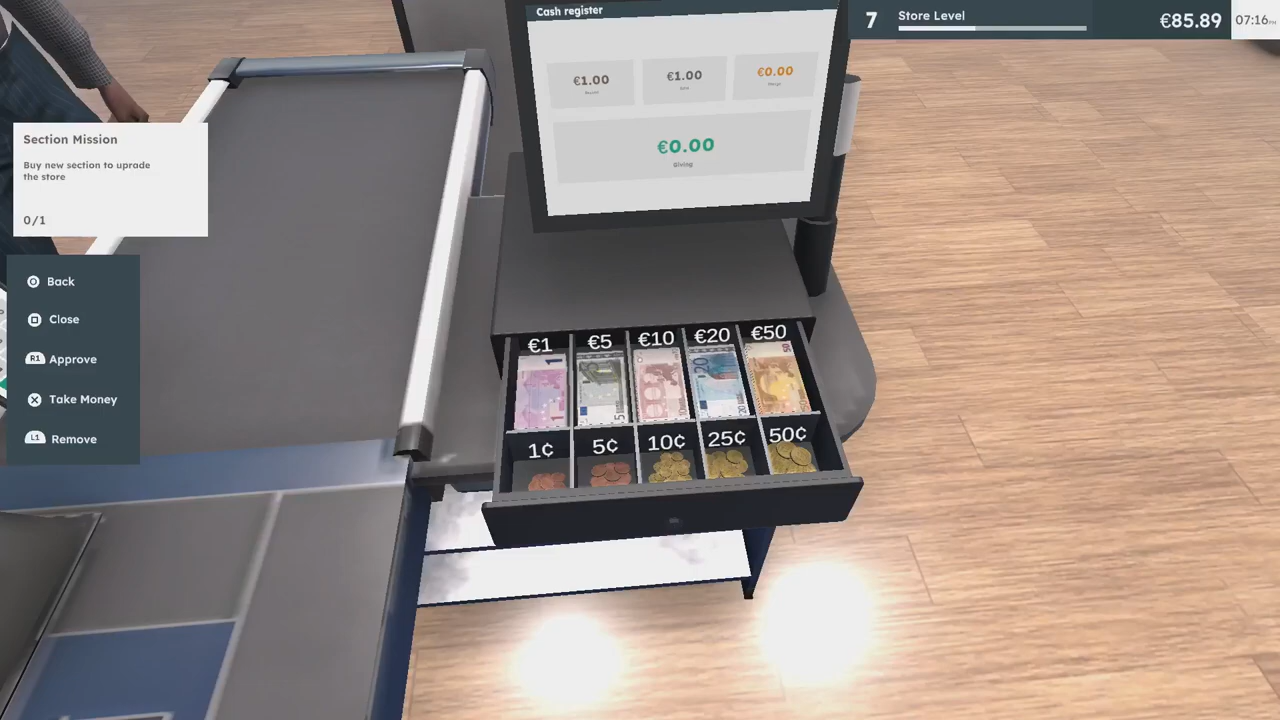 Cash register
7
Store Level
€85.89
07:16
€1.00
€1.00
€0.00
€0.00
Giving
Section Mission
Buy new section to uprade
the store
0/1
Back
Close
R1 Approve
Take Money
L1 Remove
€1 €5 €10 €20 €50
1¢ 5¢ 10¢ 25¢ 50¢